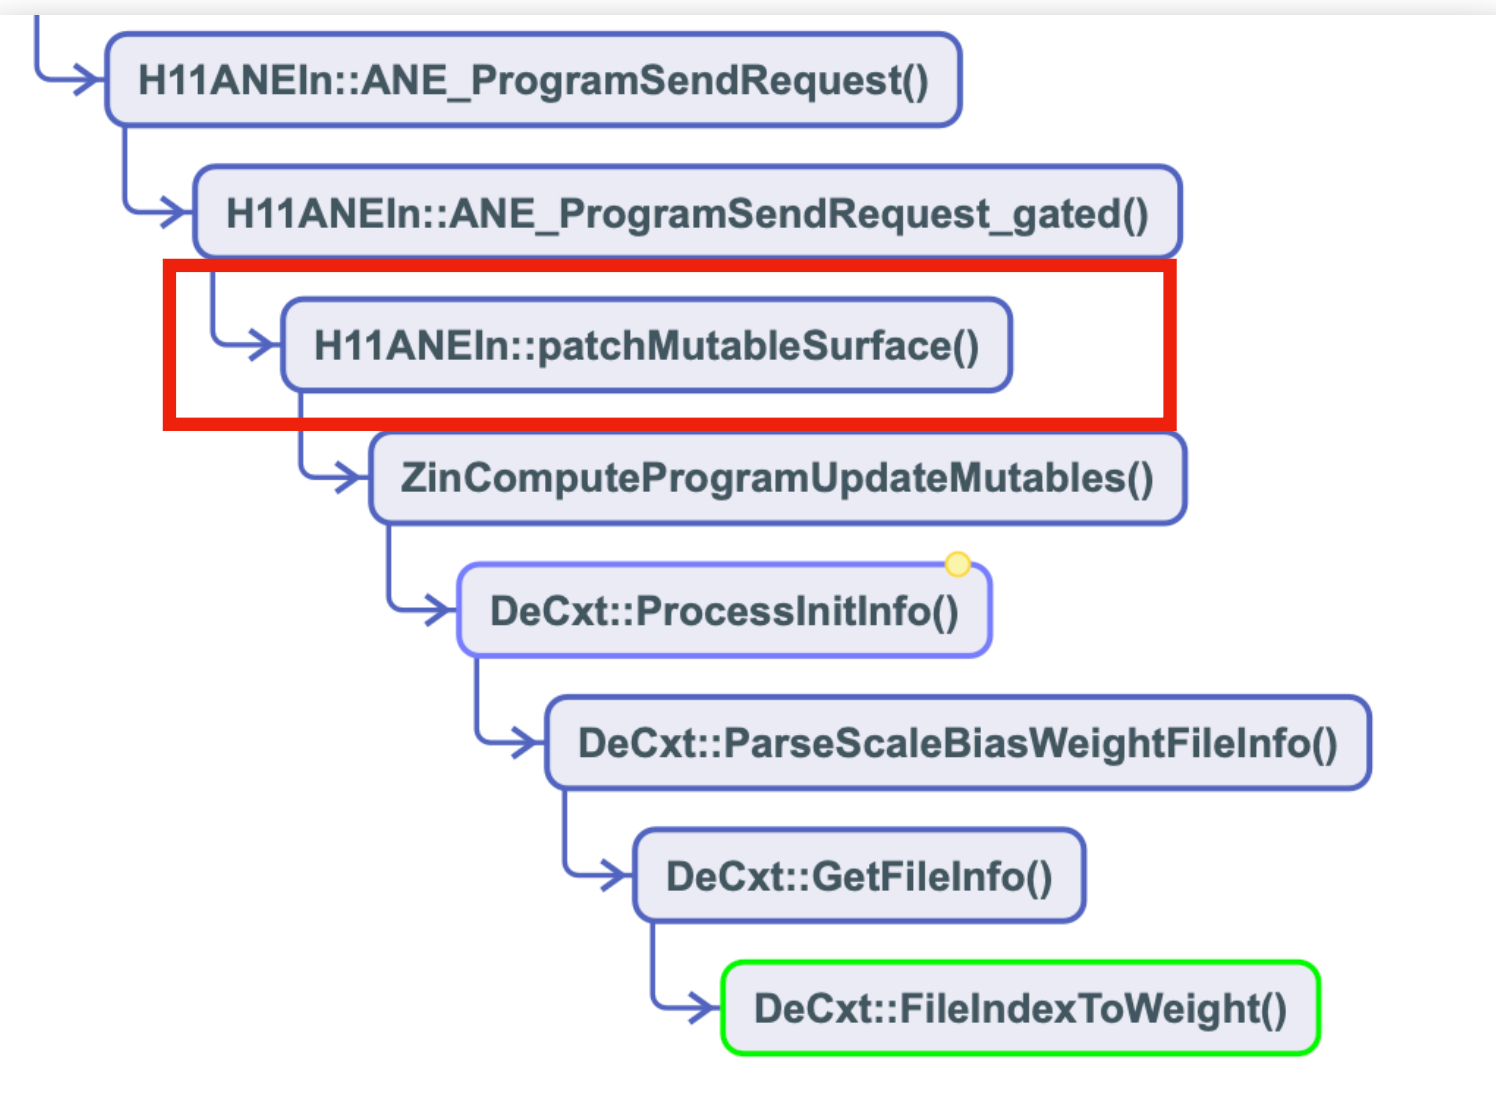 H11ANEIn::ANE_ProgramSendRequest()
H11ANEIn::ANE_ProgramSendRequest_gated()
H11ANEIn::patchMutableSurface()
ZinComputeProgramUpdateMutables()
DeCxt::ProcessInitInfo()
DeCxt::ParseScaleBiasWeightFileInfo()
DeCxt::GetFileInfo()
DeCxt::FileIndexToWeight()